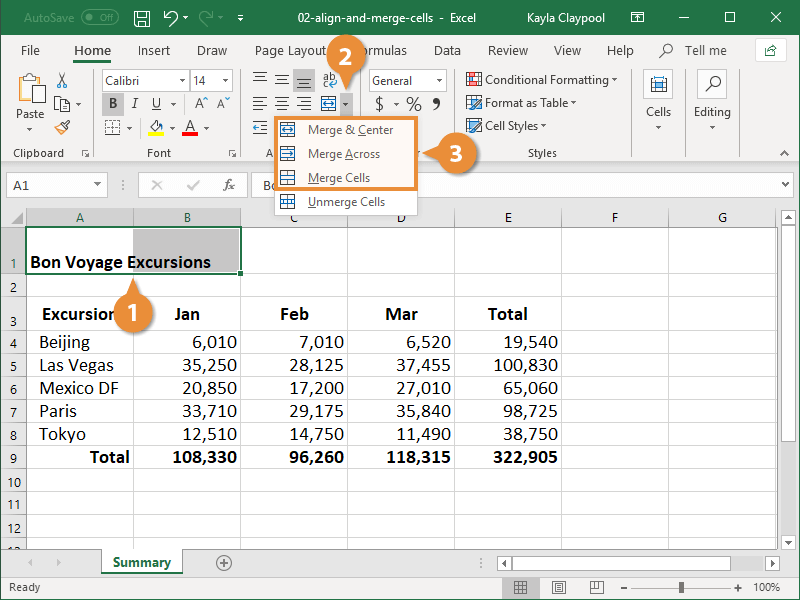 AutoSave Off 02-align-and-merge-cells - Excel Kayla Claypool
File Home Insert Draw Page Layout ormulas Data Review View Help Tell me
2
Paste
Calibri 14
B I U A A
A
ab
General
$ % ,
Conditional Formatting
Format as Table
Cell Styles
Cells
Editing
Clipboard Font A Styles
Merge & Center
Merge Across
Merge Cells
Unmerge Cells
3
A1 fx Bo
A B C D E F G
1 Bon Voyage Excursions
2
1
3 Excursion Jan Feb Mar Total
4 Beijing 6,010 7,010 6,520 19,540
5 Las Vegas 35,250 28,125 37,455 100,830
6 Mexico DF 20,850 17,200 27,010 65,060
7 Paris 33,710 29,175 35,840 98,725
8 Tokyo 12,510 14,750 11,490 38,750
9 Total 108,330 96,260 118,315 322,905
10
11
12
13
Summary
Ready 100%